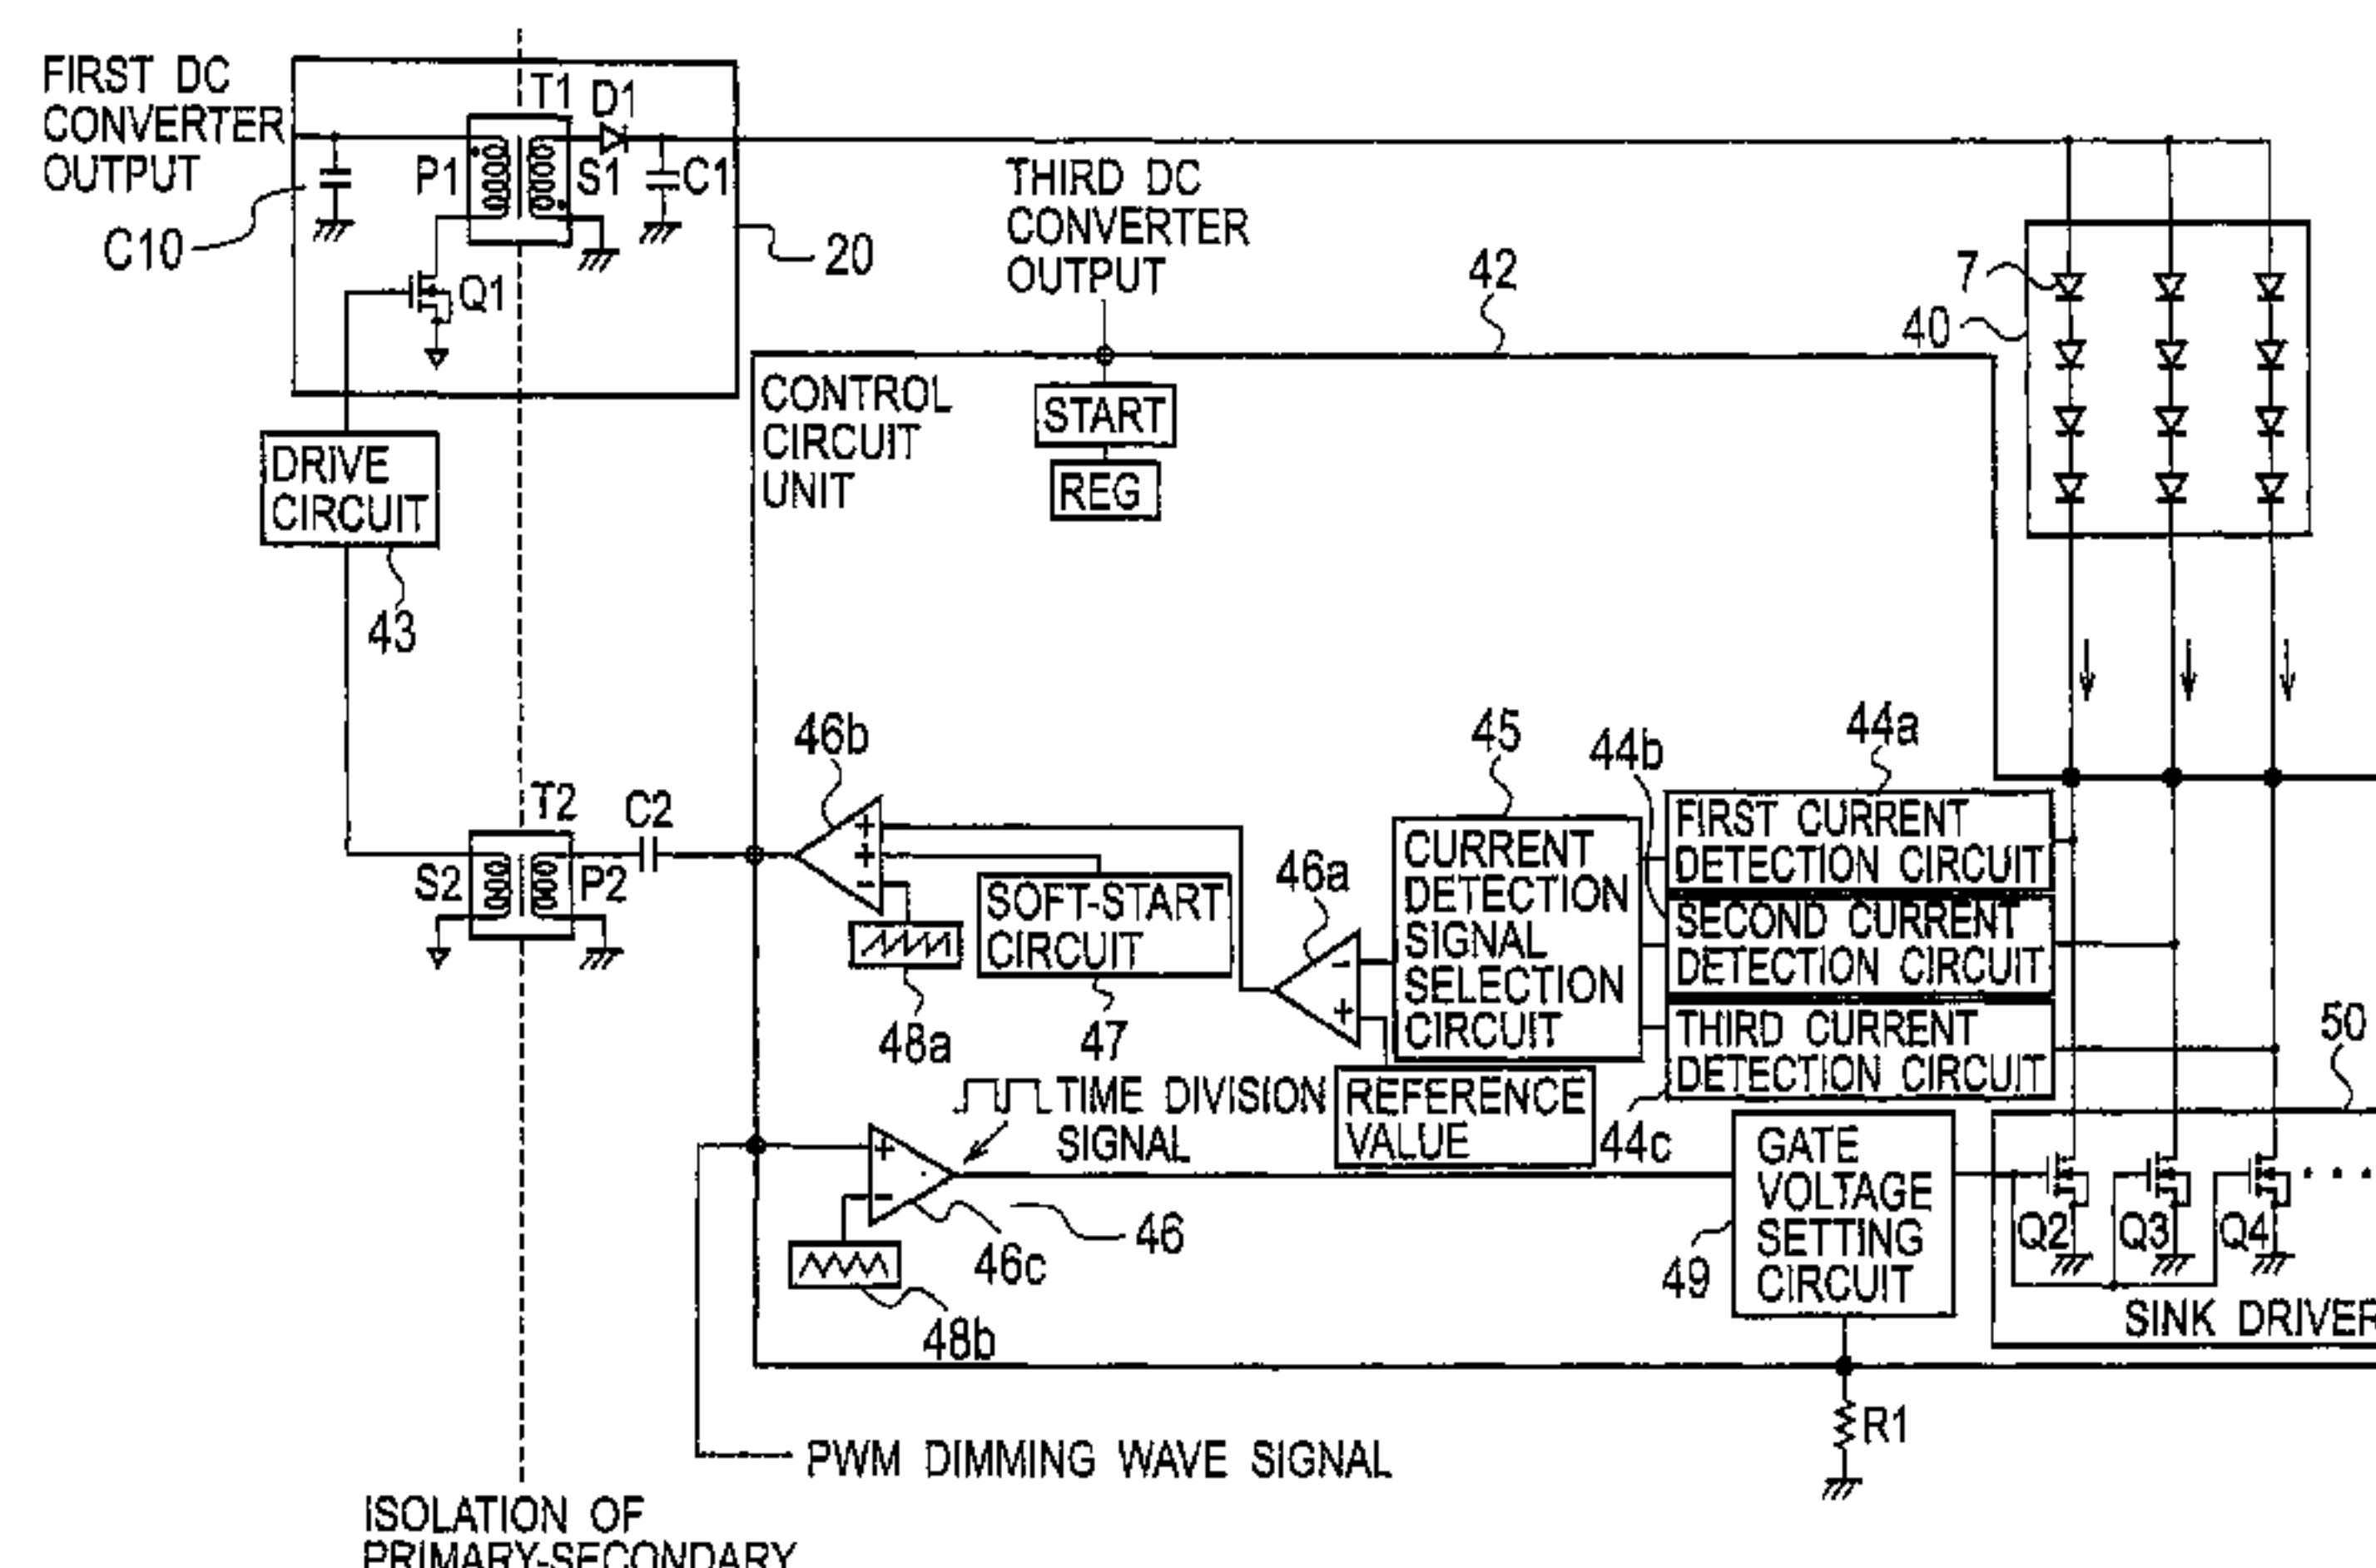 FIRST DC
CONVERTER
OUTPUT
T1
D1
P1
S1
C1
C10
Q1
20
THIRD DC
CONVERTER
OUTPUT
42
7
40
CONTROL
CIRCUIT
UNIT
START
REG
DRIVE
CIRCUIT
43
46b
45
44b
44a
T2
C2
S2
P2
+
+
-
SOFT-START
CIRCUIT
46a
-
+
CURRENT
DETECTION
SIGNAL
SELECTION
CIRCUIT
FIRST CURRENT
DETECTION CIRCUIT
SECOND CURRENT
DETECTION CIRCUIT
THIRD CURRENT
DETECTION CIRCUIT
50
48a
47
TIME DIVISION
SIGNAL
REFERENCE
VALUE
44c
+
-
46
46c
48b
GATE
VOLTAGE
SETTING
CIRCUIT
49
Q2
Q3
Q4
SINK DRIVER
R1
PWM DIMMING WAVE SIGNAL
ISOLATION OF
PRIMARY-SECONDARY